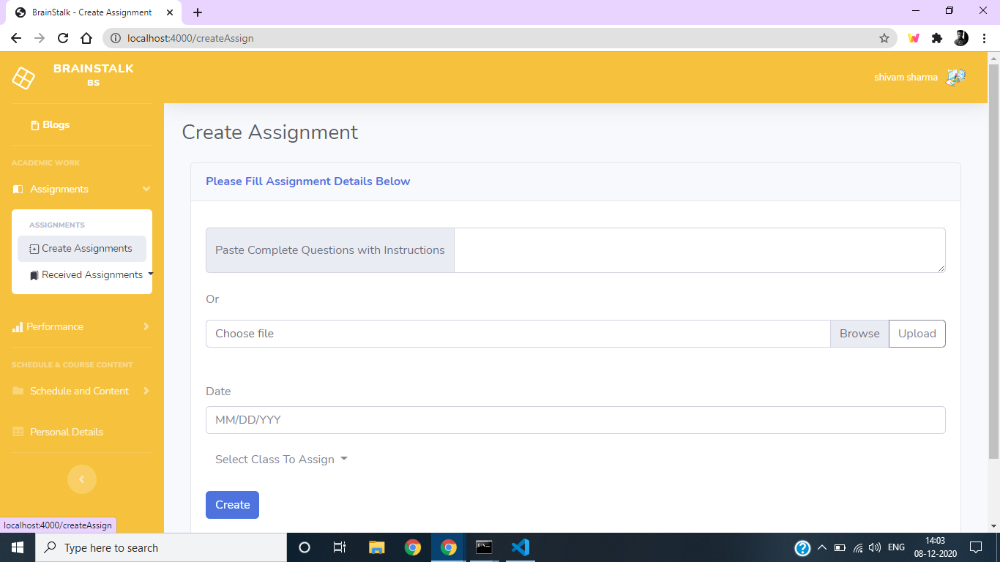 BrainStalk - Create Assignment
localhost:4000/createAssign
BRAINSTALK
BS
shivam sharma
Blogs
ACADEMIC WORK
Assignments
ASSIGNMENTS
Create Assignments
Received Assignments
Performance
SCHEDULE & COURSE CONTENT
Schedule and Content
Personal Details
Create Assignment
Please Fill Assignment Details Below
Paste Complete Questions with Instructions
Or
Choose file Browse Upload
Date
MM/DD/YYY
Select Class To Assign
Create
localhost:4000/createAssign
Type here to search
ENG
14:03
08-12-2020